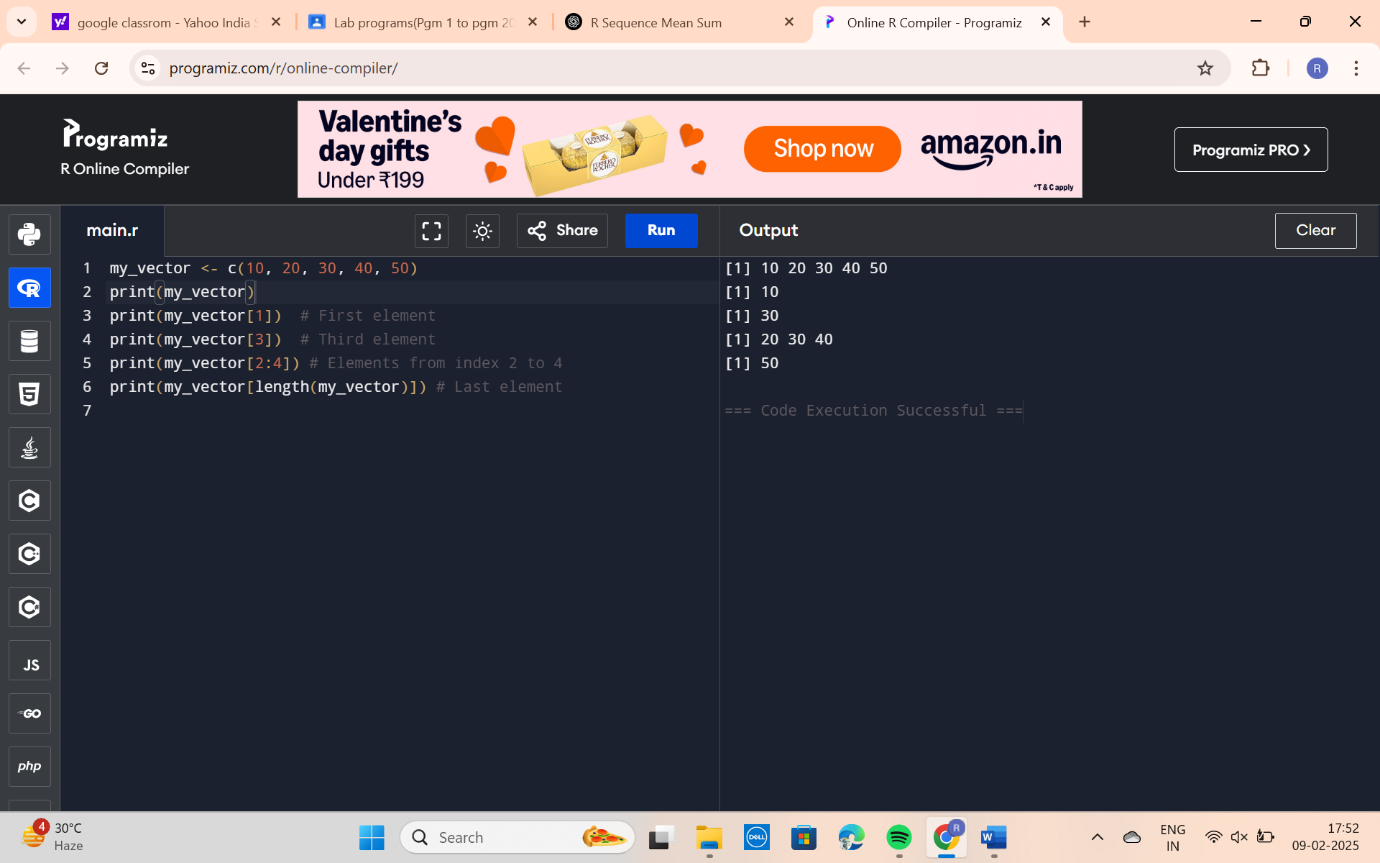 google classrom - Yahoo India S
Lab programs(Pgm 1 to pgm 20
R Sequence Mean Sum
Online R Compiler - Programiz
programiz.com/r/online-compiler/
R
Programiz
R Online Compiler
Valentine's
day gifts
Under ₹199
Shop now
amazon.in
*T & C apply
Programiz PRO
main.r
Share
Run
Output
Clear
1 my_vector <- c(10, 20, 30, 40, 50)
2 print(my_vector)
3 print(my_vector[1])  # First element
4 print(my_vector[3])  # Third element
5 print(my_vector[2:4]) # Elements from index 2 to 4
6 print(my_vector[length(my_vector)]) # Last element
7
[1] 10 20 30 40 50
[1] 10
[1] 30
[1] 20 30 40
[1] 50
=== Code Execution Successful ===
R
5
C
C
C
JS
GO
php
4
30°C
Haze
Search
DELL
R
W
ENG
IN
17:52
09-02-2025